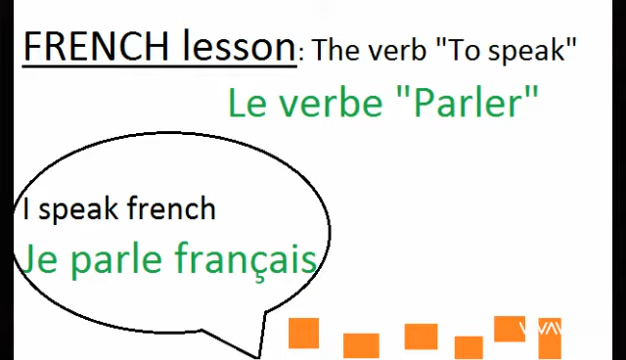 FRENCH lesson: The verb "To speak"
Le verbe "Parler"
I speak french
Je parle français